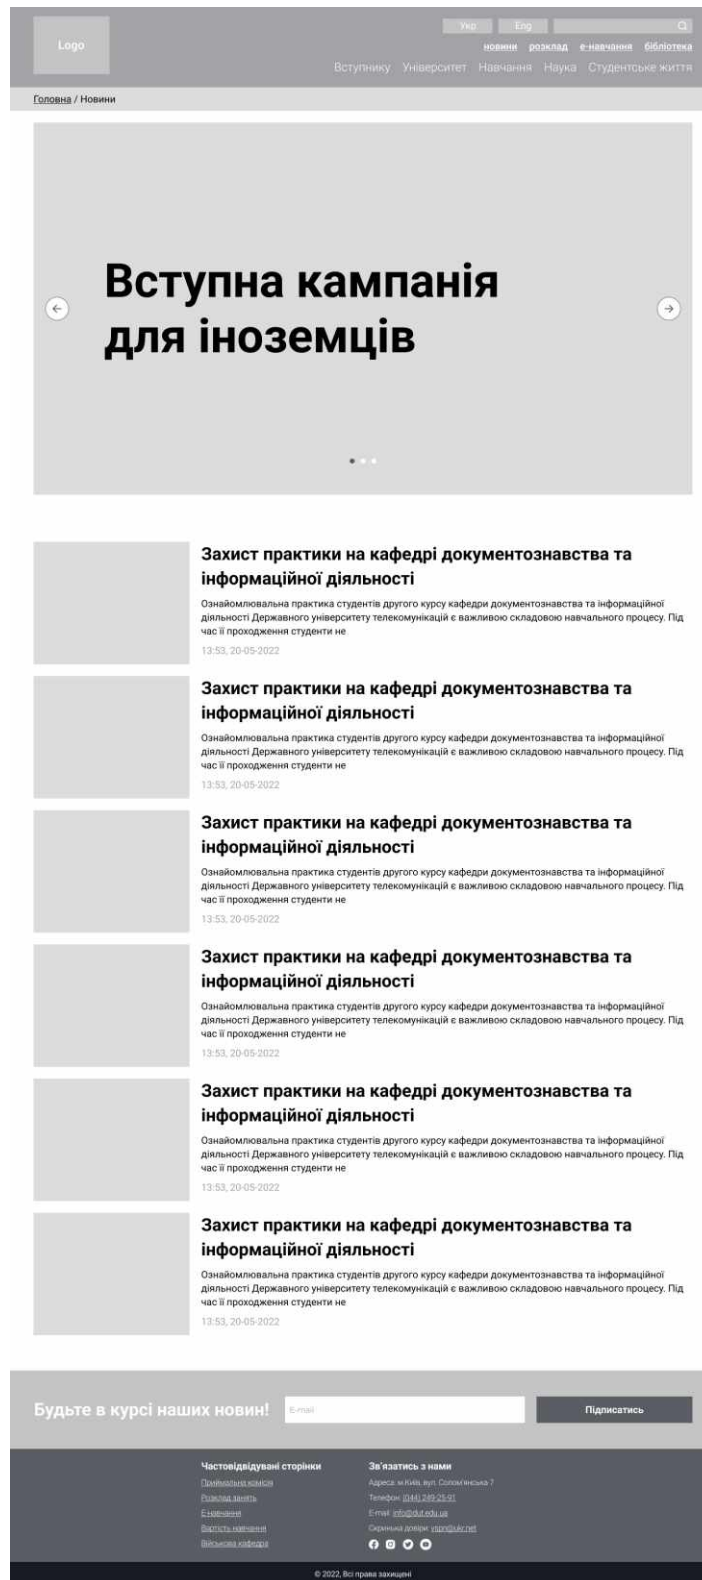 Logo
Укр Eng
новини розклад е-навчання бібліотека
Вступнику Університет Навчання Наука Студентське життя
Головна / Новини
Вступна кампанія
для іноземців
Захист практики на кафедрі документознавства та
інформаційної діяльності
Ознайомлювальна практика студентів другого курсу кафедри документознавства та інформаційної
діяльності Державного університету телекомунікацій є важливою складовою навчального процесу. Під
час її проходження студенти не
13:53, 20-05-2022
Захист практики на кафедрі документознавства та
інформаційної діяльності
Ознайомлювальна практика студентів другого курсу кафедри документознавства та інформаційної
діяльності Державного університету телекомунікацій є важливою складовою навчального процесу. Під
час її проходження студенти не
13:53, 20-05-2022
Захист практики на кафедрі документознавства та
інформаційної діяльності
Ознайомлювальна практика студентів другого курсу кафедри документознавства та інформаційної
діяльності Державного університету телекомунікацій є важливою складовою навчального процесу. Під
час її проходження студенти не
13:53, 20-05-2022
Захист практики на кафедрі документознавства та
інформаційної діяльності
Ознайомлювальна практика студентів другого курсу кафедри документознавства та інформаційної
діяльності Державного університету телекомунікацій є важливою складовою навчального процесу. Під
час її проходження студенти не
13:53, 20-05-2022
Захист практики на кафедрі документознавства та
інформаційної діяльності
Ознайомлювальна практика студентів другого курсу кафедри документознавства та інформаційної
діяльності Державного університету телекомунікацій є важливою складовою навчального процесу. Під
час її проходження студенти не
13:53, 20-05-2022
Захист практики на кафедрі документознавства та
інформаційної діяльності
Ознайомлювальна практика студентів другого курсу кафедри документознавства та інформаційної
діяльності Державного університету телекомунікацій є важливою складовою навчального процесу. Під
час її проходження студенти не
13:53, 20-05-2022
Будьте в курсі наших новин! E-mail Підписатись
Частовідвідувані сторінки
Приймальна комісія
Розклад занять
Е-навчання
Вартість навчання
Військова кафедра
Зв'язатись з нами
Адреса: м.Київ, вул. Солом'янська 7
Телефон: (044) 249-25-91
E-mail: info@dut.edu.ua
Скринька довіри: vspn@ukr.net
© 2022, Всі права захищені